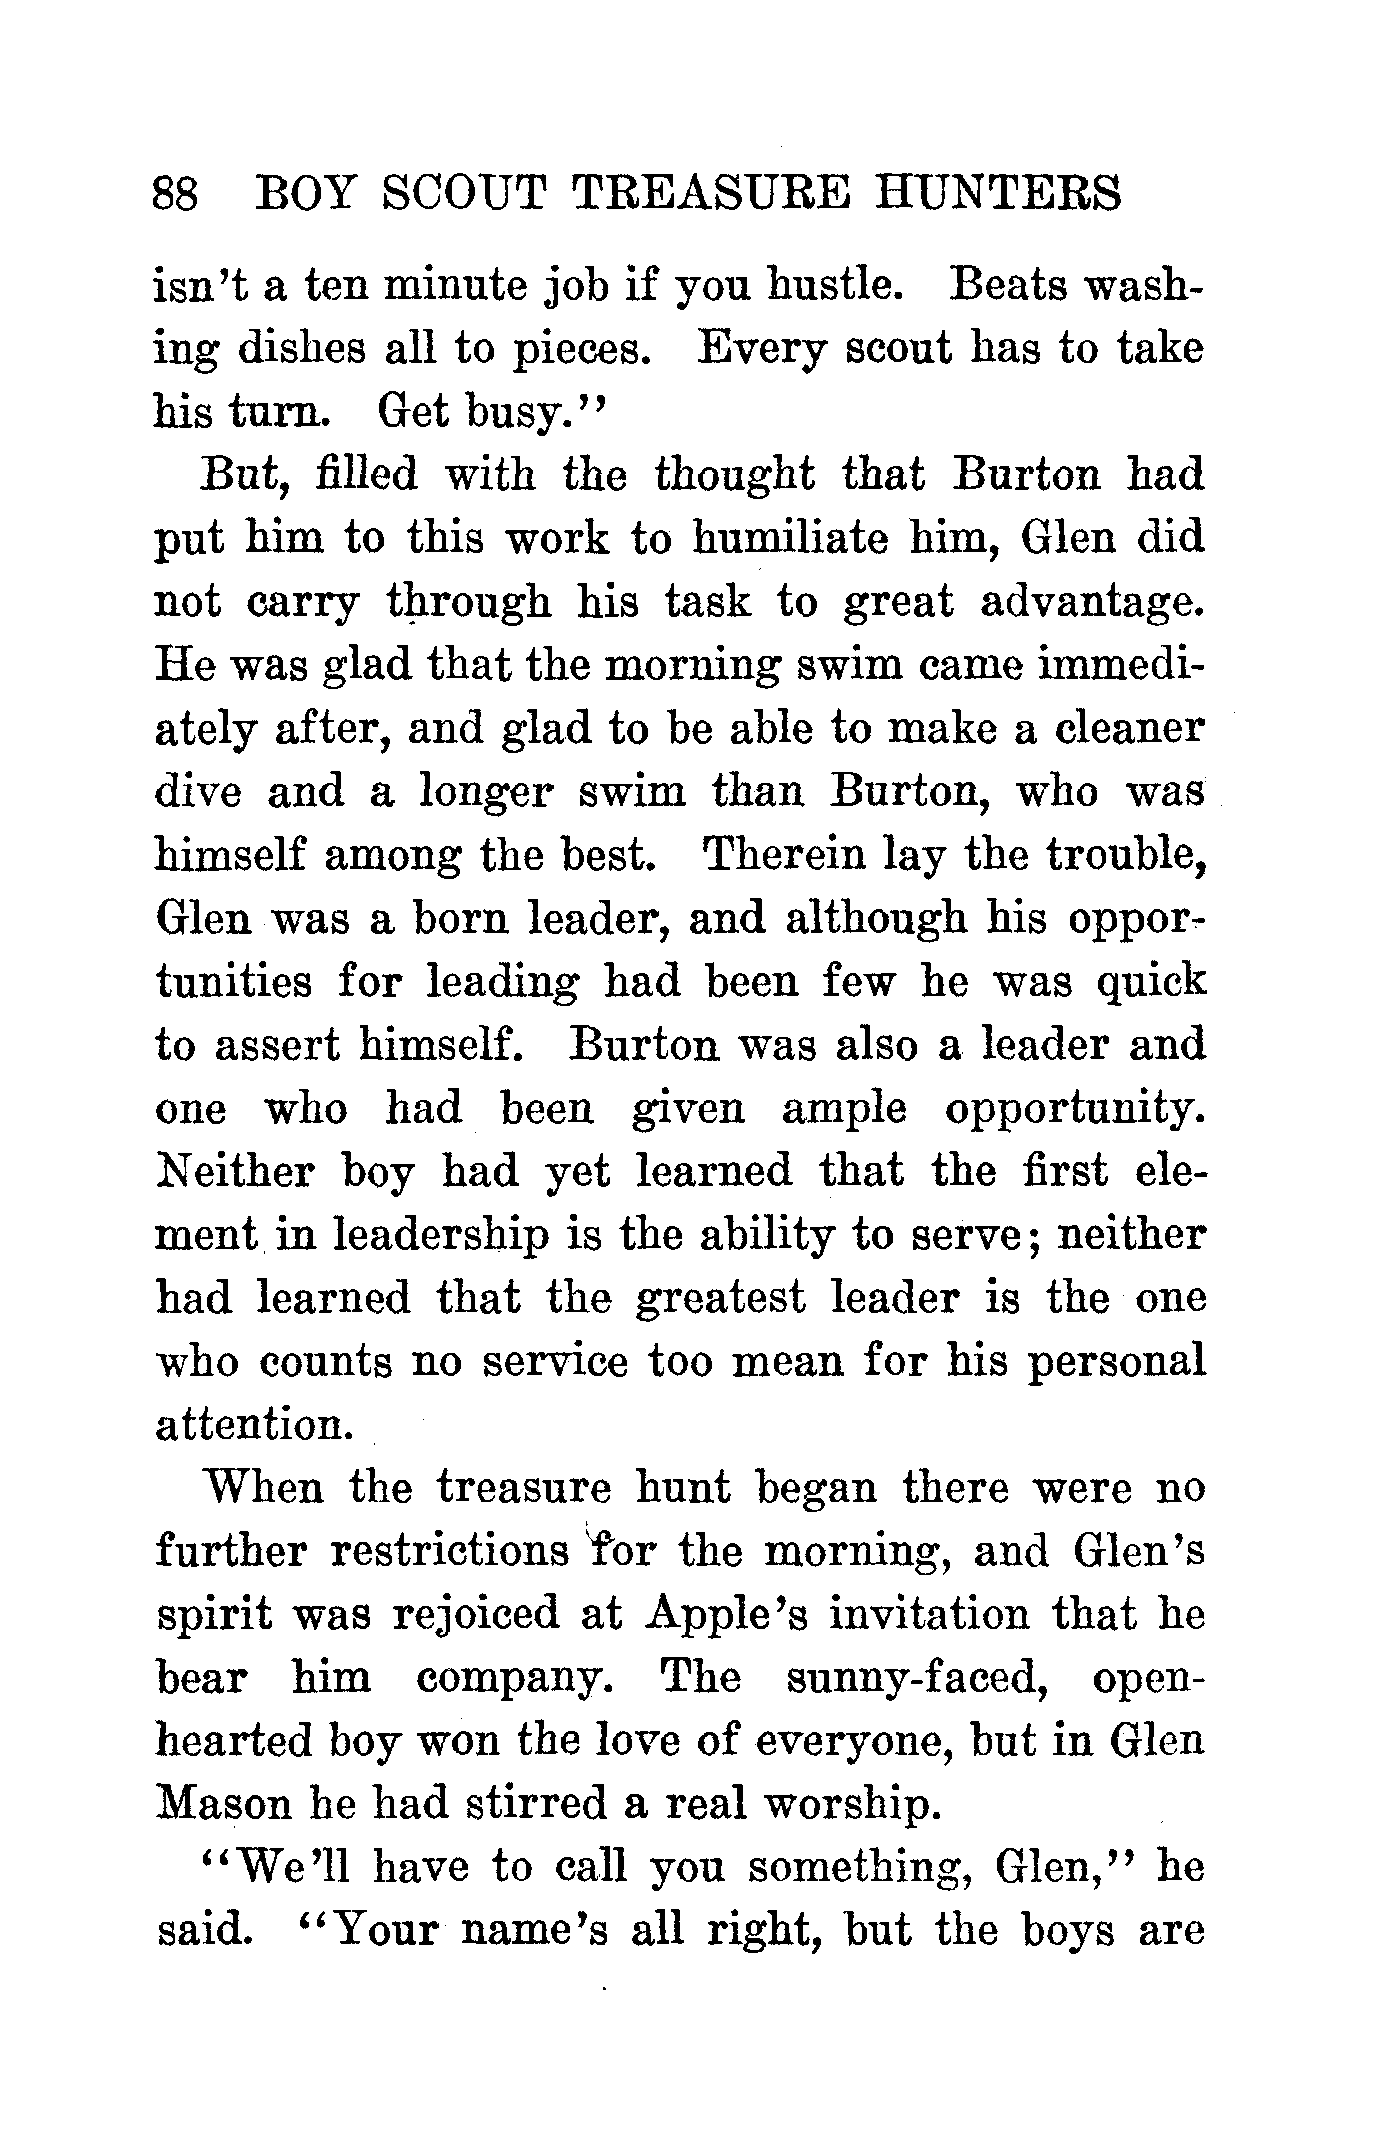 88 BOY SCOUT TREASURE HUNTERS
isn't a ten minute job if you hustle. Beats wash-
ing dishes all to pieces. Every scout has to take
his turn. Get busy."
But, filled with the thought that Burton had
put him to this work to humiliate him, Glen did
not carry through his task to great advantage.
He was glad that the morning swim came immedi-
ately after, and glad to be able to make a cleaner
dive and a longer swim than Burton, who was
himself among the best. Therein lay the trouble,
Glen was a born leader, and although his oppor-
tunities for leading had been few he was quick
to assert himself. Burton was also a leader and
one who had been given ample opportunity.
Neither boy had yet learned that the first ele-
ment in leadership is the ability to serve; neither
had learned that the greatest leader is the one
who counts no service too mean for his personal
attention.
When the treasure hunt began there were no
further restrictions for the morning, and Glen's
spirit was rejoiced at Apple's invitation that he
bear him company. The sunny-faced, open-
hearted boy won the love of everyone, but in Glen
Mason he had stirred a real worship.
"We'll have to call you something, Glen," he
said. "Your name's all right, but the boys are